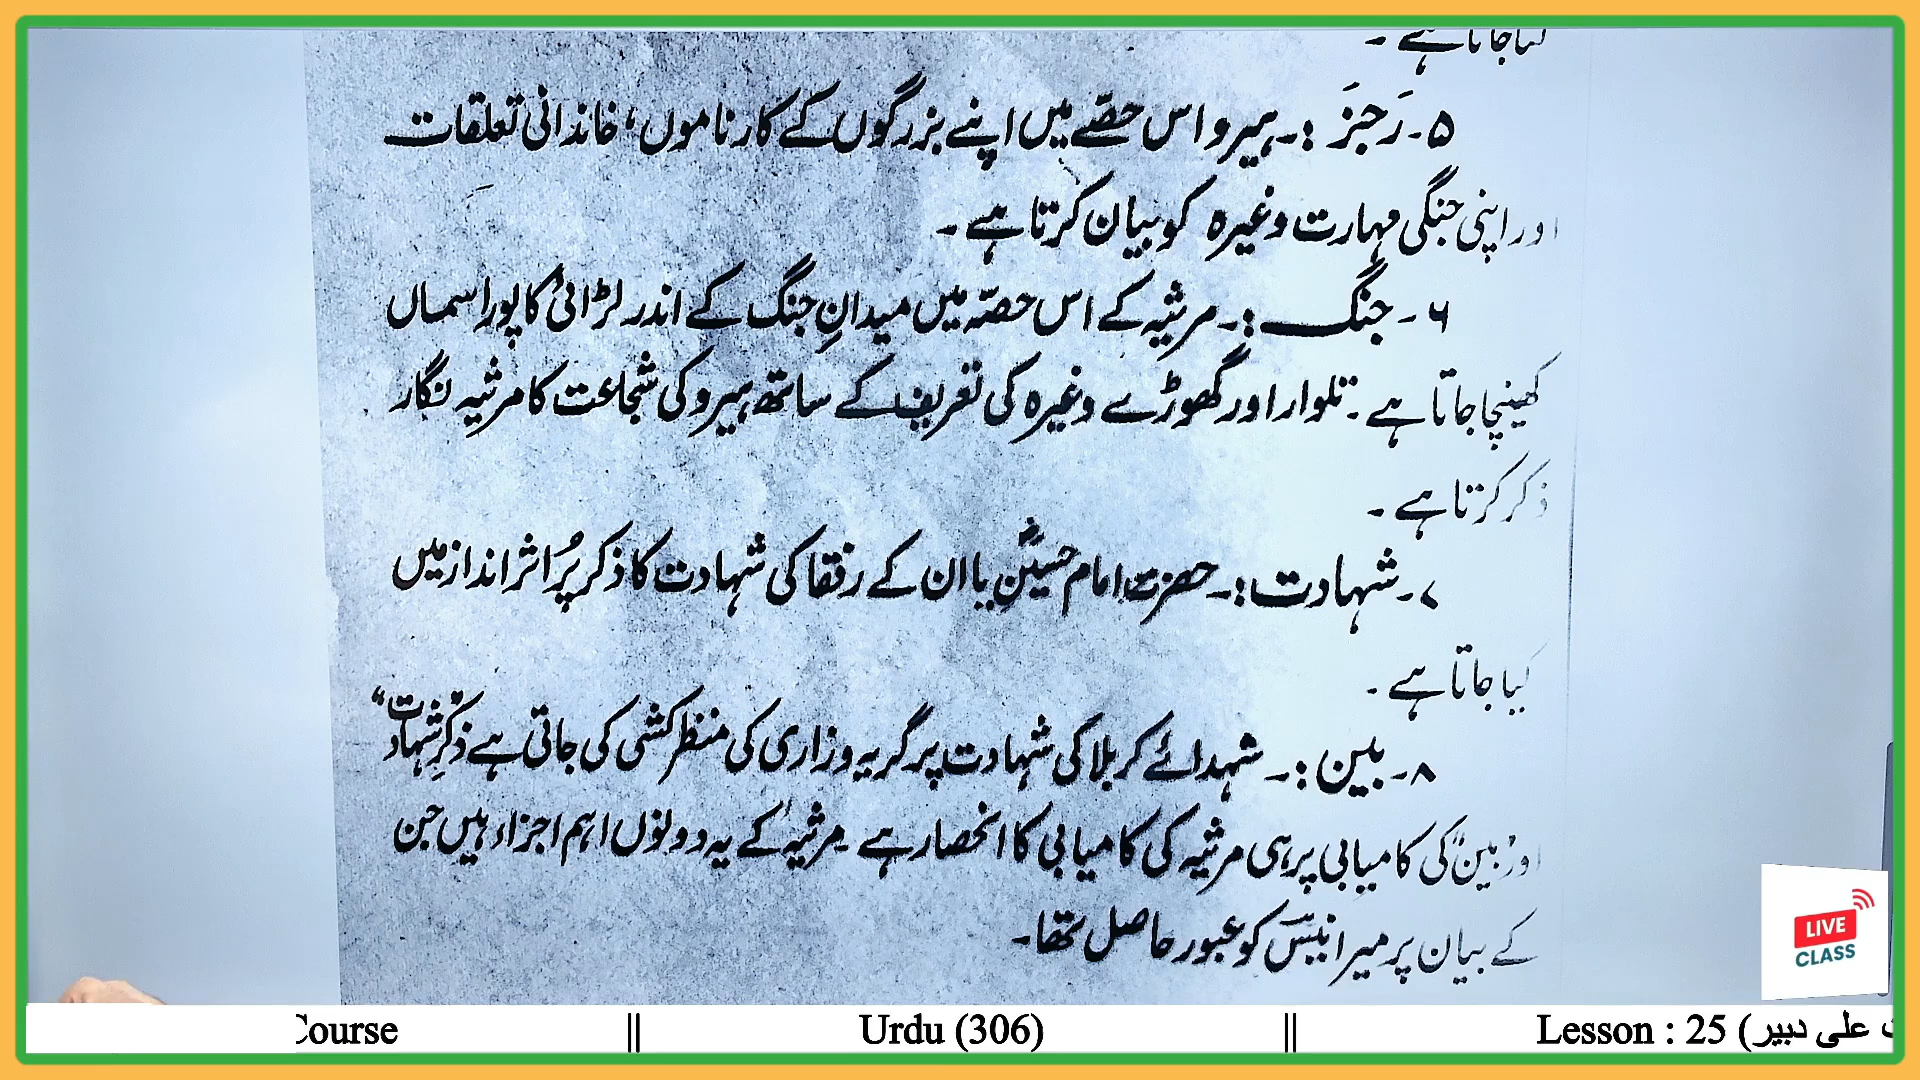 کیا جاتا ہے ۔
۵۔ رَجَز :۔ ہیرو اس حصّے میں اپنے بزرگوں کے کارناموں، خاندانی تعلقات
اور اپنی جنگی مہارت وغیرہ کو بیان کرتا ہے ۔
۶۔ جنگ :۔ مرثیہ کے اس حصّہ میں میدانِ جنگ کے اندر لڑائی کا پورا سماں
کھینچا جاتا ہے ۔ تلوار اور گھوڑے وغیرہ کی تعریف کے ساتھ ہیرو کی شجاعت کا مرثیہ نگار
ذکر کرتا ہے ۔
۷۔ شہادت :۔ حضرت امام حسینؑ یا ان کے رفقا کی شہادت کا ذکر پُر اثر انداز میں
کیا جاتا ہے ۔
۸۔ بین :۔ شہدائے کربلا کی شہادت پر گریہ وزاری کی منظر کشی کی جاتی ہے "ذکرِ شہادت"
اور "بین" کی کامیابی پر ہی مرثیہ کی کامیابی کا انحصار ہے ۔ مرثیہ کے یہ دونوں اہم اجزاء ہیں جن
کے بیان پر میر انیسؔ کو عبور حاصل تھا۔
LIVE
CLASS
Course || Urdu (306) || Lesson : 25 (علی دبیر